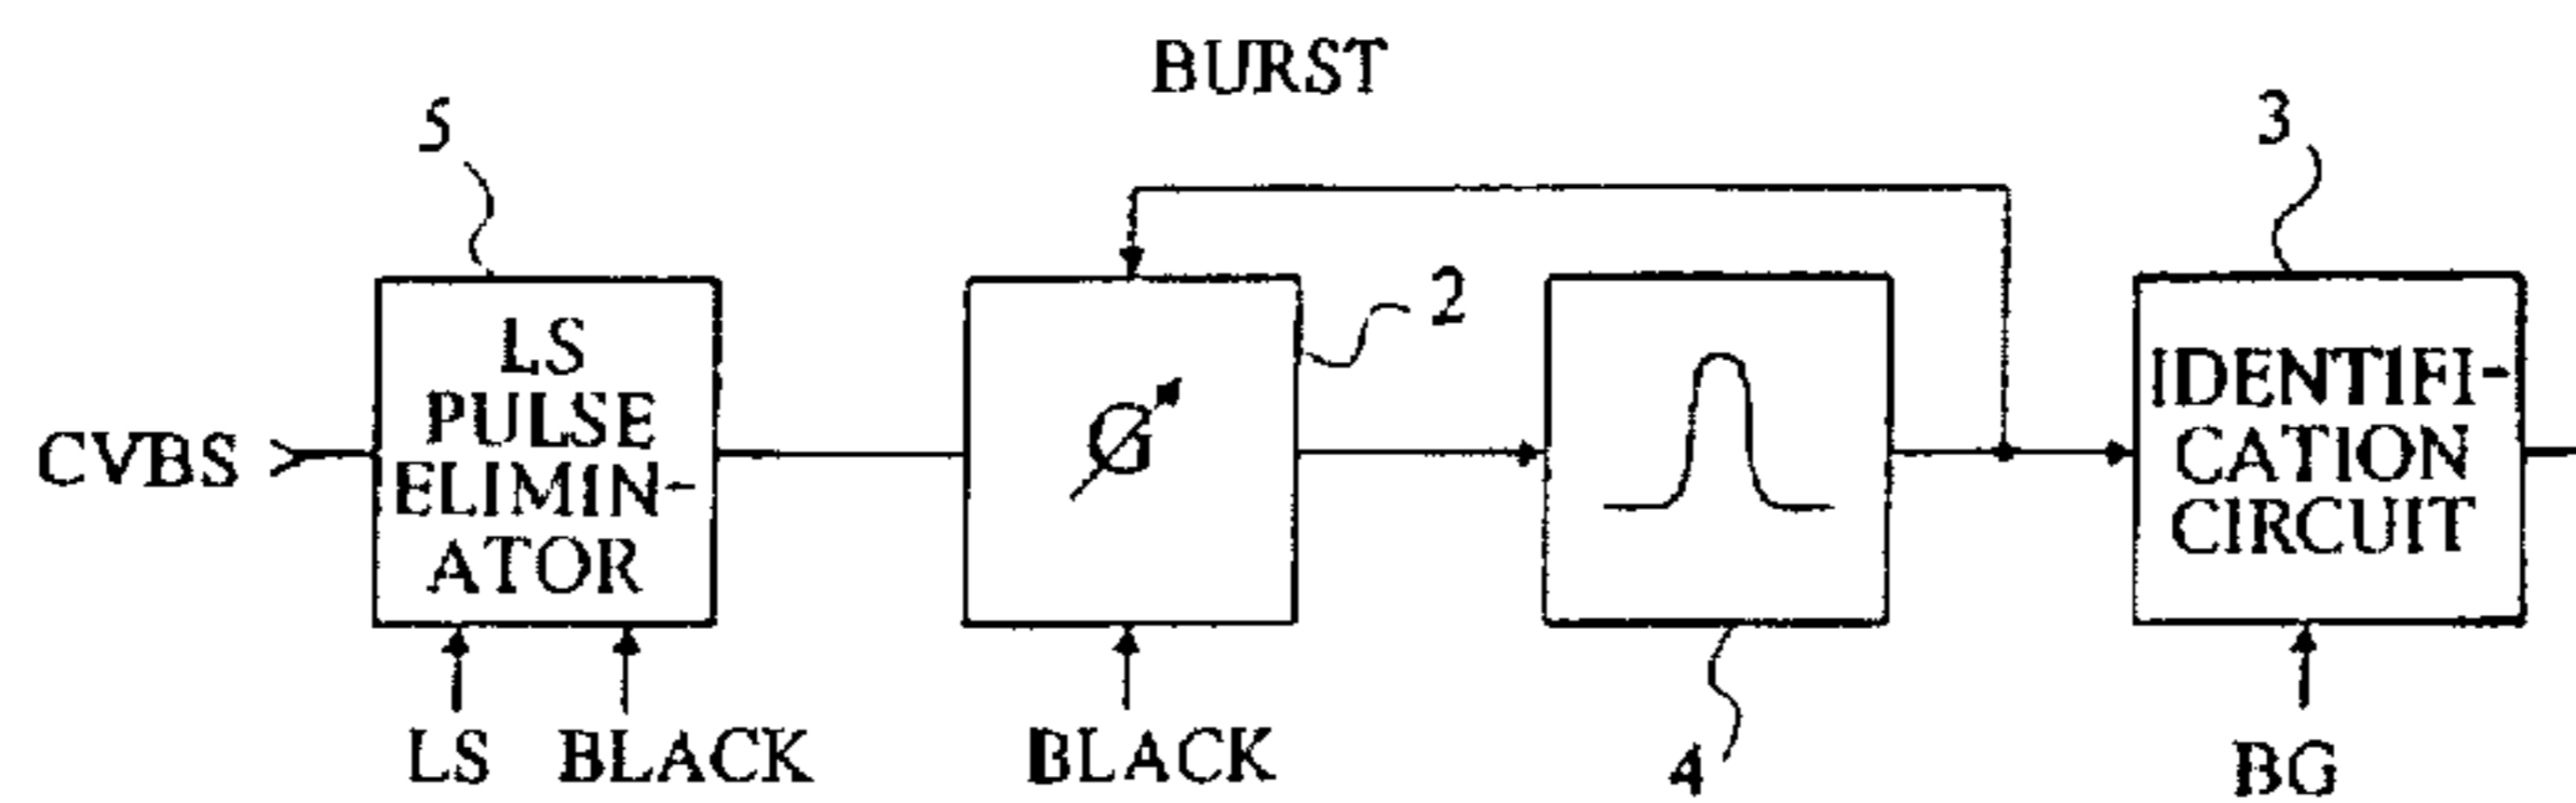 BURST
5
3
2
LS
PULSE
ELIMIN-
ATOR
G
IDENTIFI-
CATION
CIRCUIT
CVBS
LS
BLACK
BLACK
4
BG